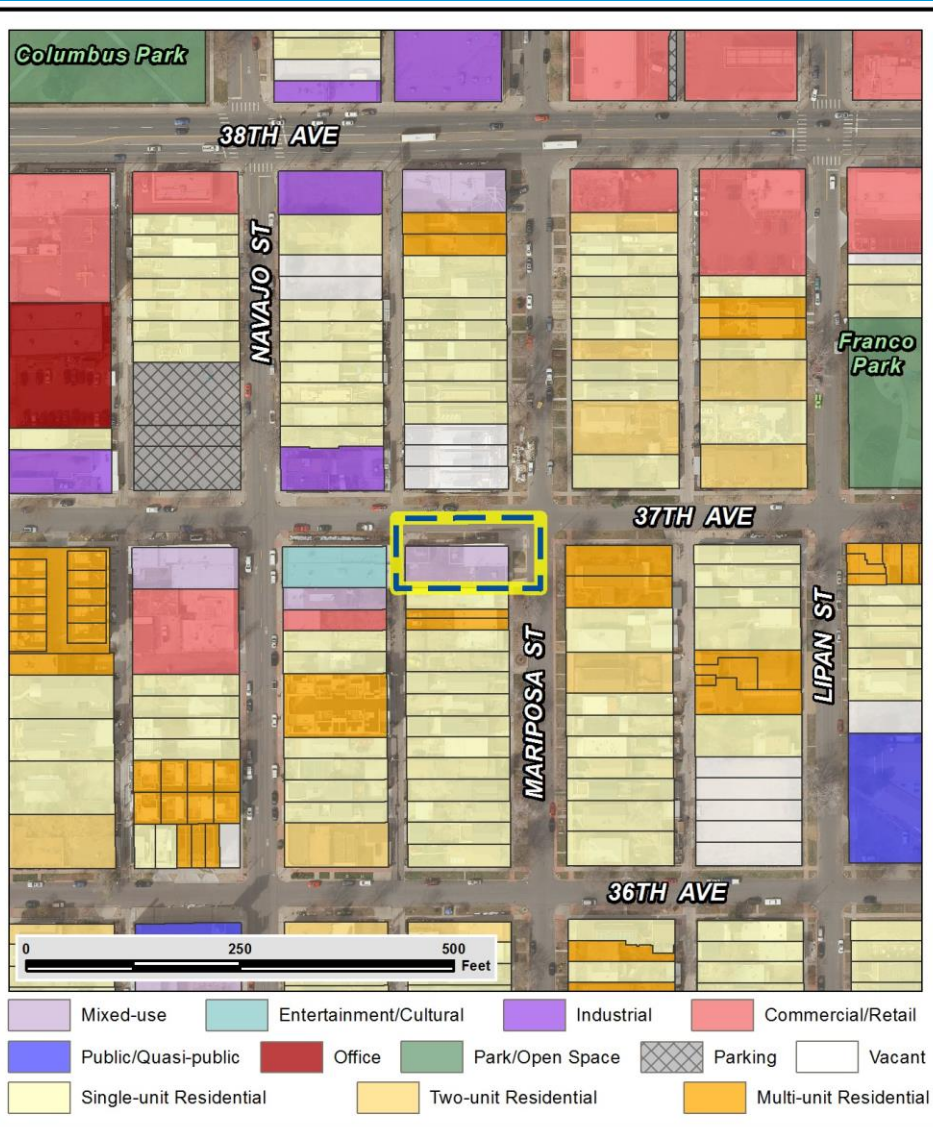 Columbus Park
38TH AVE
NAVAJO ST
Franco
Park
37TH AVE
MARIPOSA ST
LIPAN ST
36TH AVE
0 250 500
Feet
Mixed-use Entertainment/Cultural Industrial Commercial/Retail
Public/Quasi-public Office Park/Open Space Parking Vacant
Single-unit Residential Two-unit Residential Multi-unit Residential